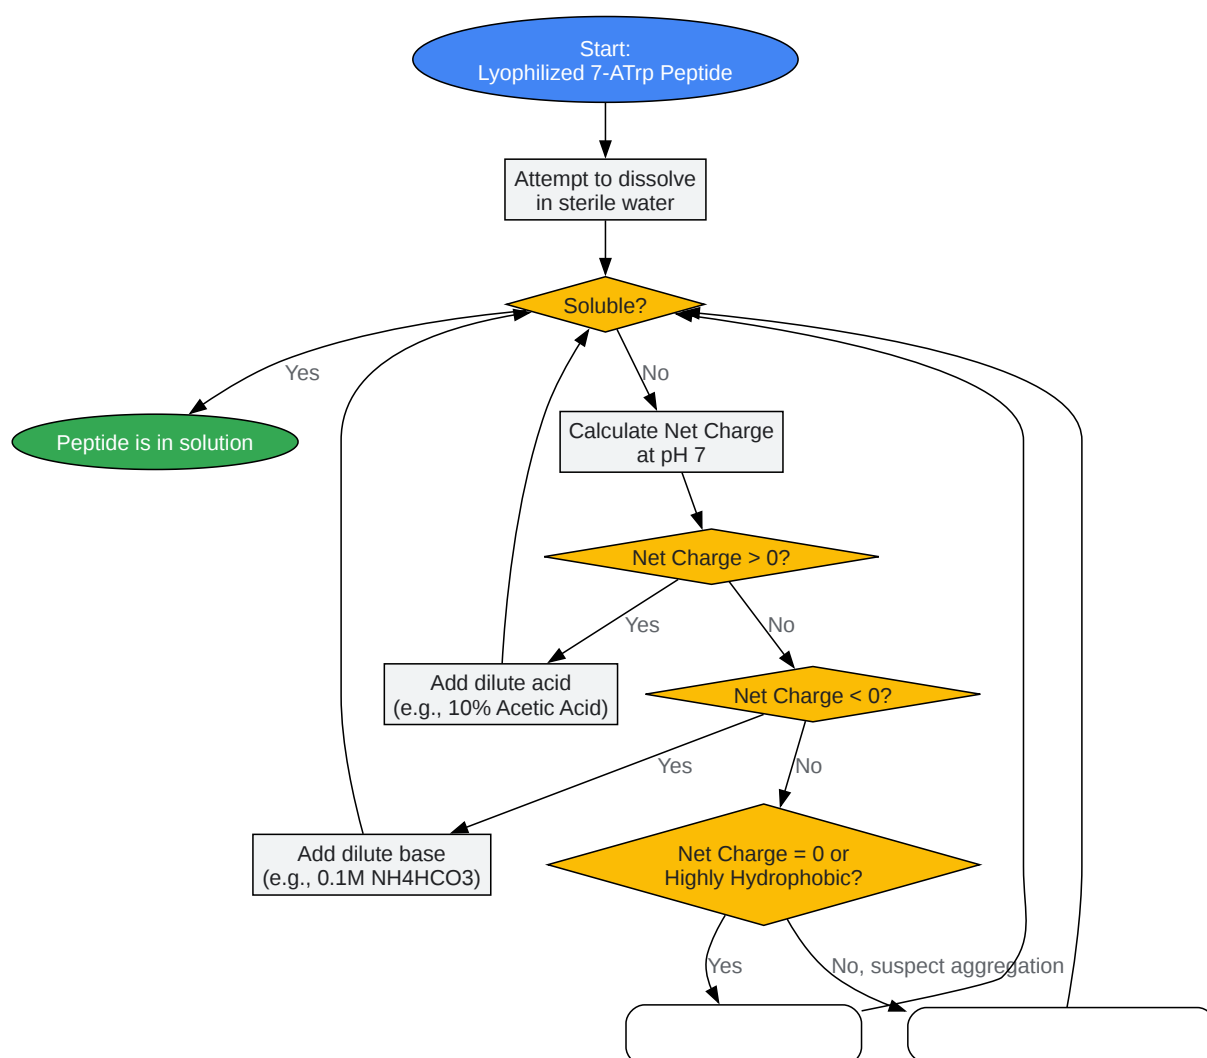 Start:
Lyophilized 7-ATrp Peptide
Attempt to dissolve
in sterile water
Soluble?
Yes
No
Peptide is in solution
Calculate Net Charge
at pH 7
Net Charge > 0?
Yes
No
Add dilute acid
(e.g., 10% Acetic Acid)
Net Charge < 0?
Yes
No
Add dilute base
(e.g., 0.1M NH4HCO3)
Net Charge = 0 or
Highly Hydrophobic?
Yes
No, suspect aggregation